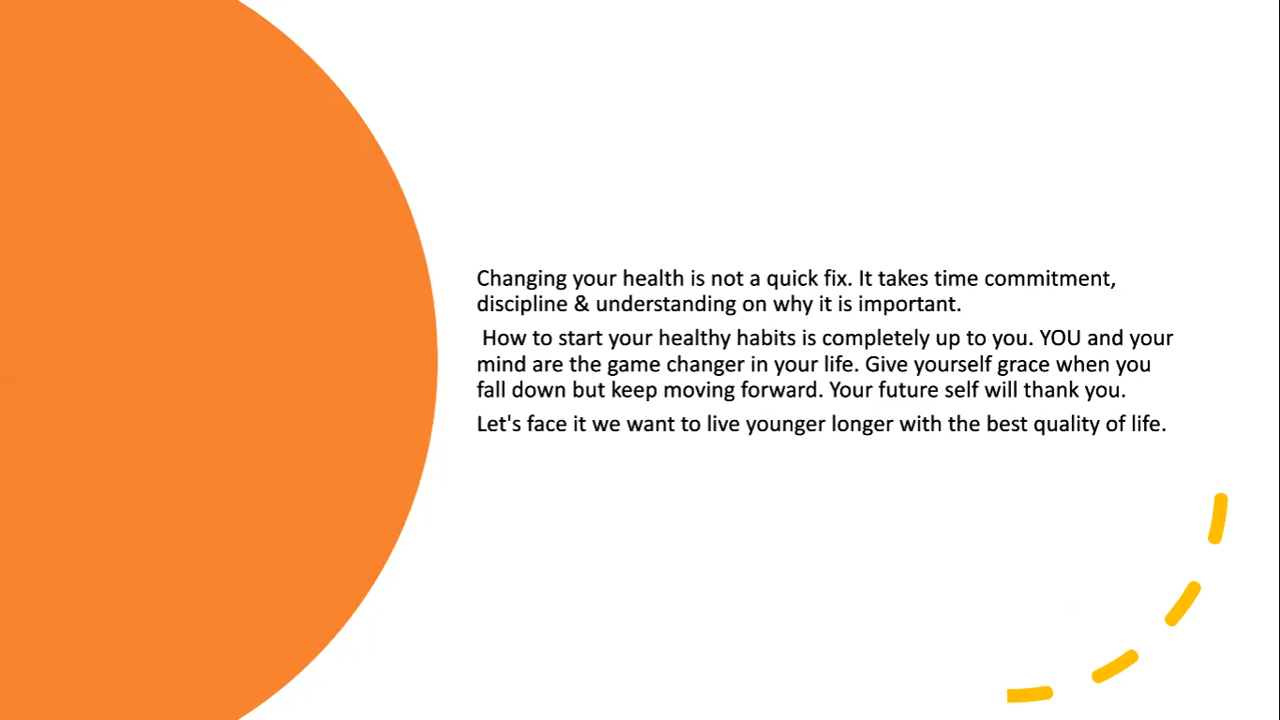 Changing your health is not a quick fix. It takes time commitment,
discipline & understanding on why it is important.
How to start your healthy habits is completely up to you. YOU and your
mind are the game changer in your life. Give yourself grace when you
fall down but keep moving forward. Your future self will thank you.
Let's face it we want to live younger longer with the best quality of life.